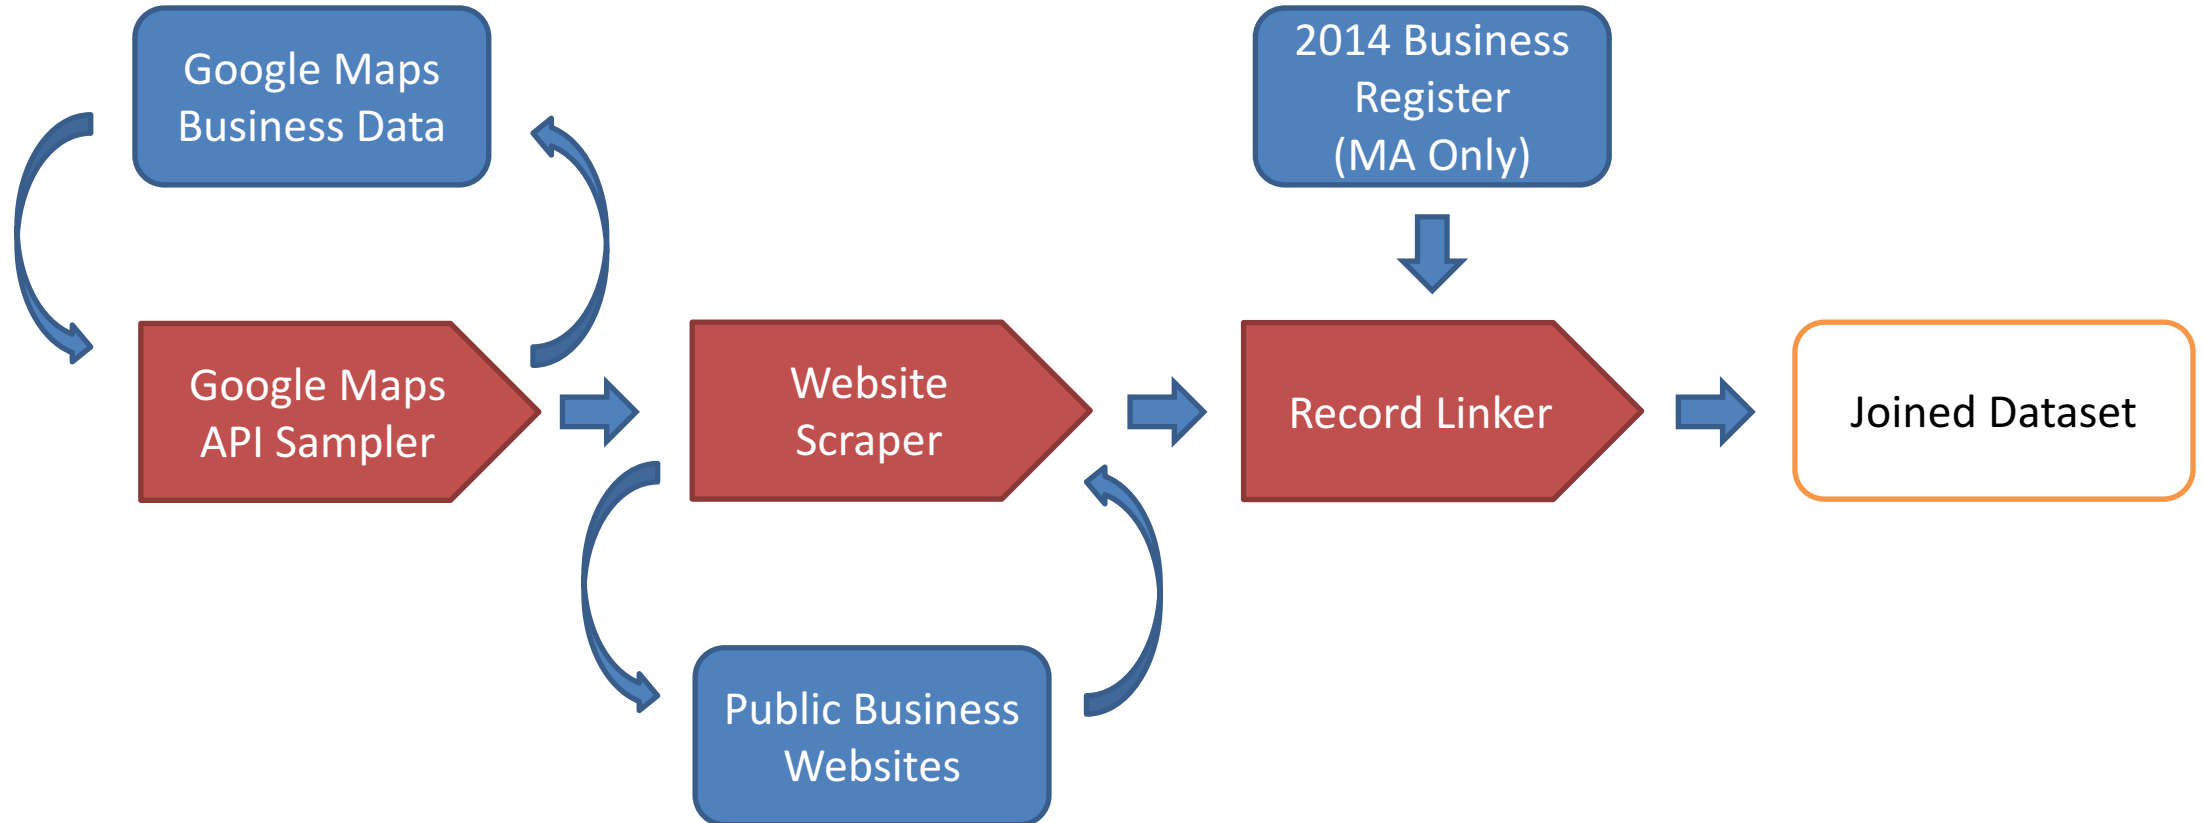 Google Maps
Business Data
2014 Business
Register
(MA Only)
Google Maps
API Sampler
Website
Scraper
Record Linker
Joined Dataset
Public Business
Websites